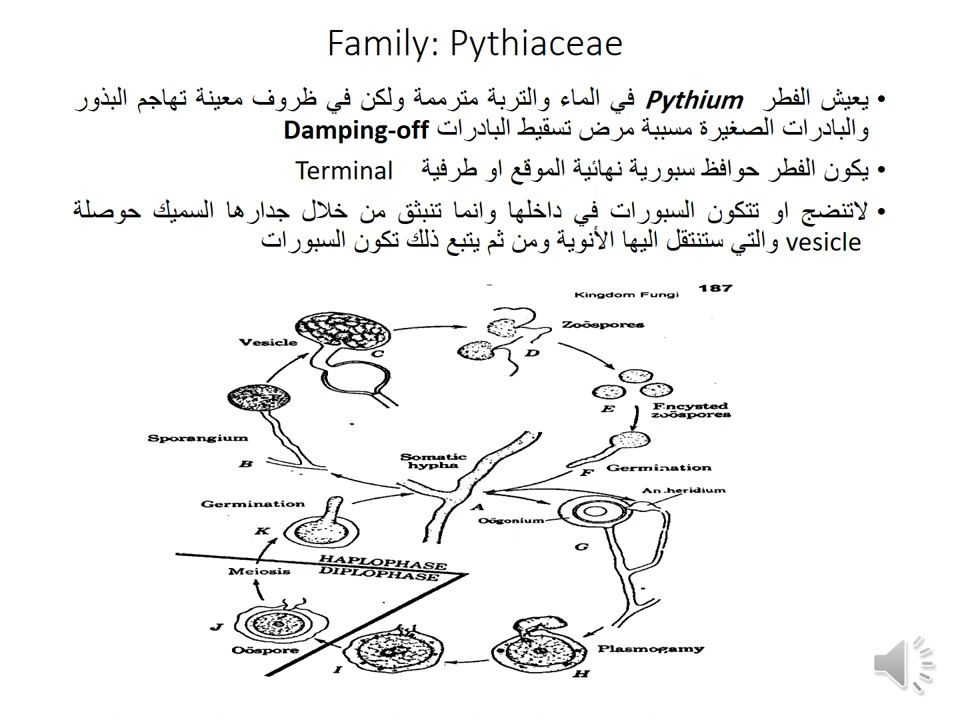 Family: Pythiaceae
• يعيش الفطر Pythium في الماء والتربة مترممة ولكن في ظروف معينة تهاجم البذور
والبادرات الصغيرة مسببة مرض تسقيط البادرات Damping-off
• يكون الفطر حوافظ سبورية نهائية الموقع او طرفية Terminal
• لاتنضج او تتكون السبورات في داخلها وانما تنبثق من خلال جدارها السميك حوصلة
vesicle والتي ستنتقل اليها الأنوية ومن ثم يتبع ذلك تكون السبورات
Kingdom Fungi 187
Vesicle
C
Zoöspores
D
E
Encysted
zoöspores
Sporangium
B
Somatic
hypha
F
Germination
A
Germination
K
Oögonium
An heridium
G
HAPLOPHASE
DIPLOPHASE
Meiosis
J
Oöspore
I
H
Plasmogamy